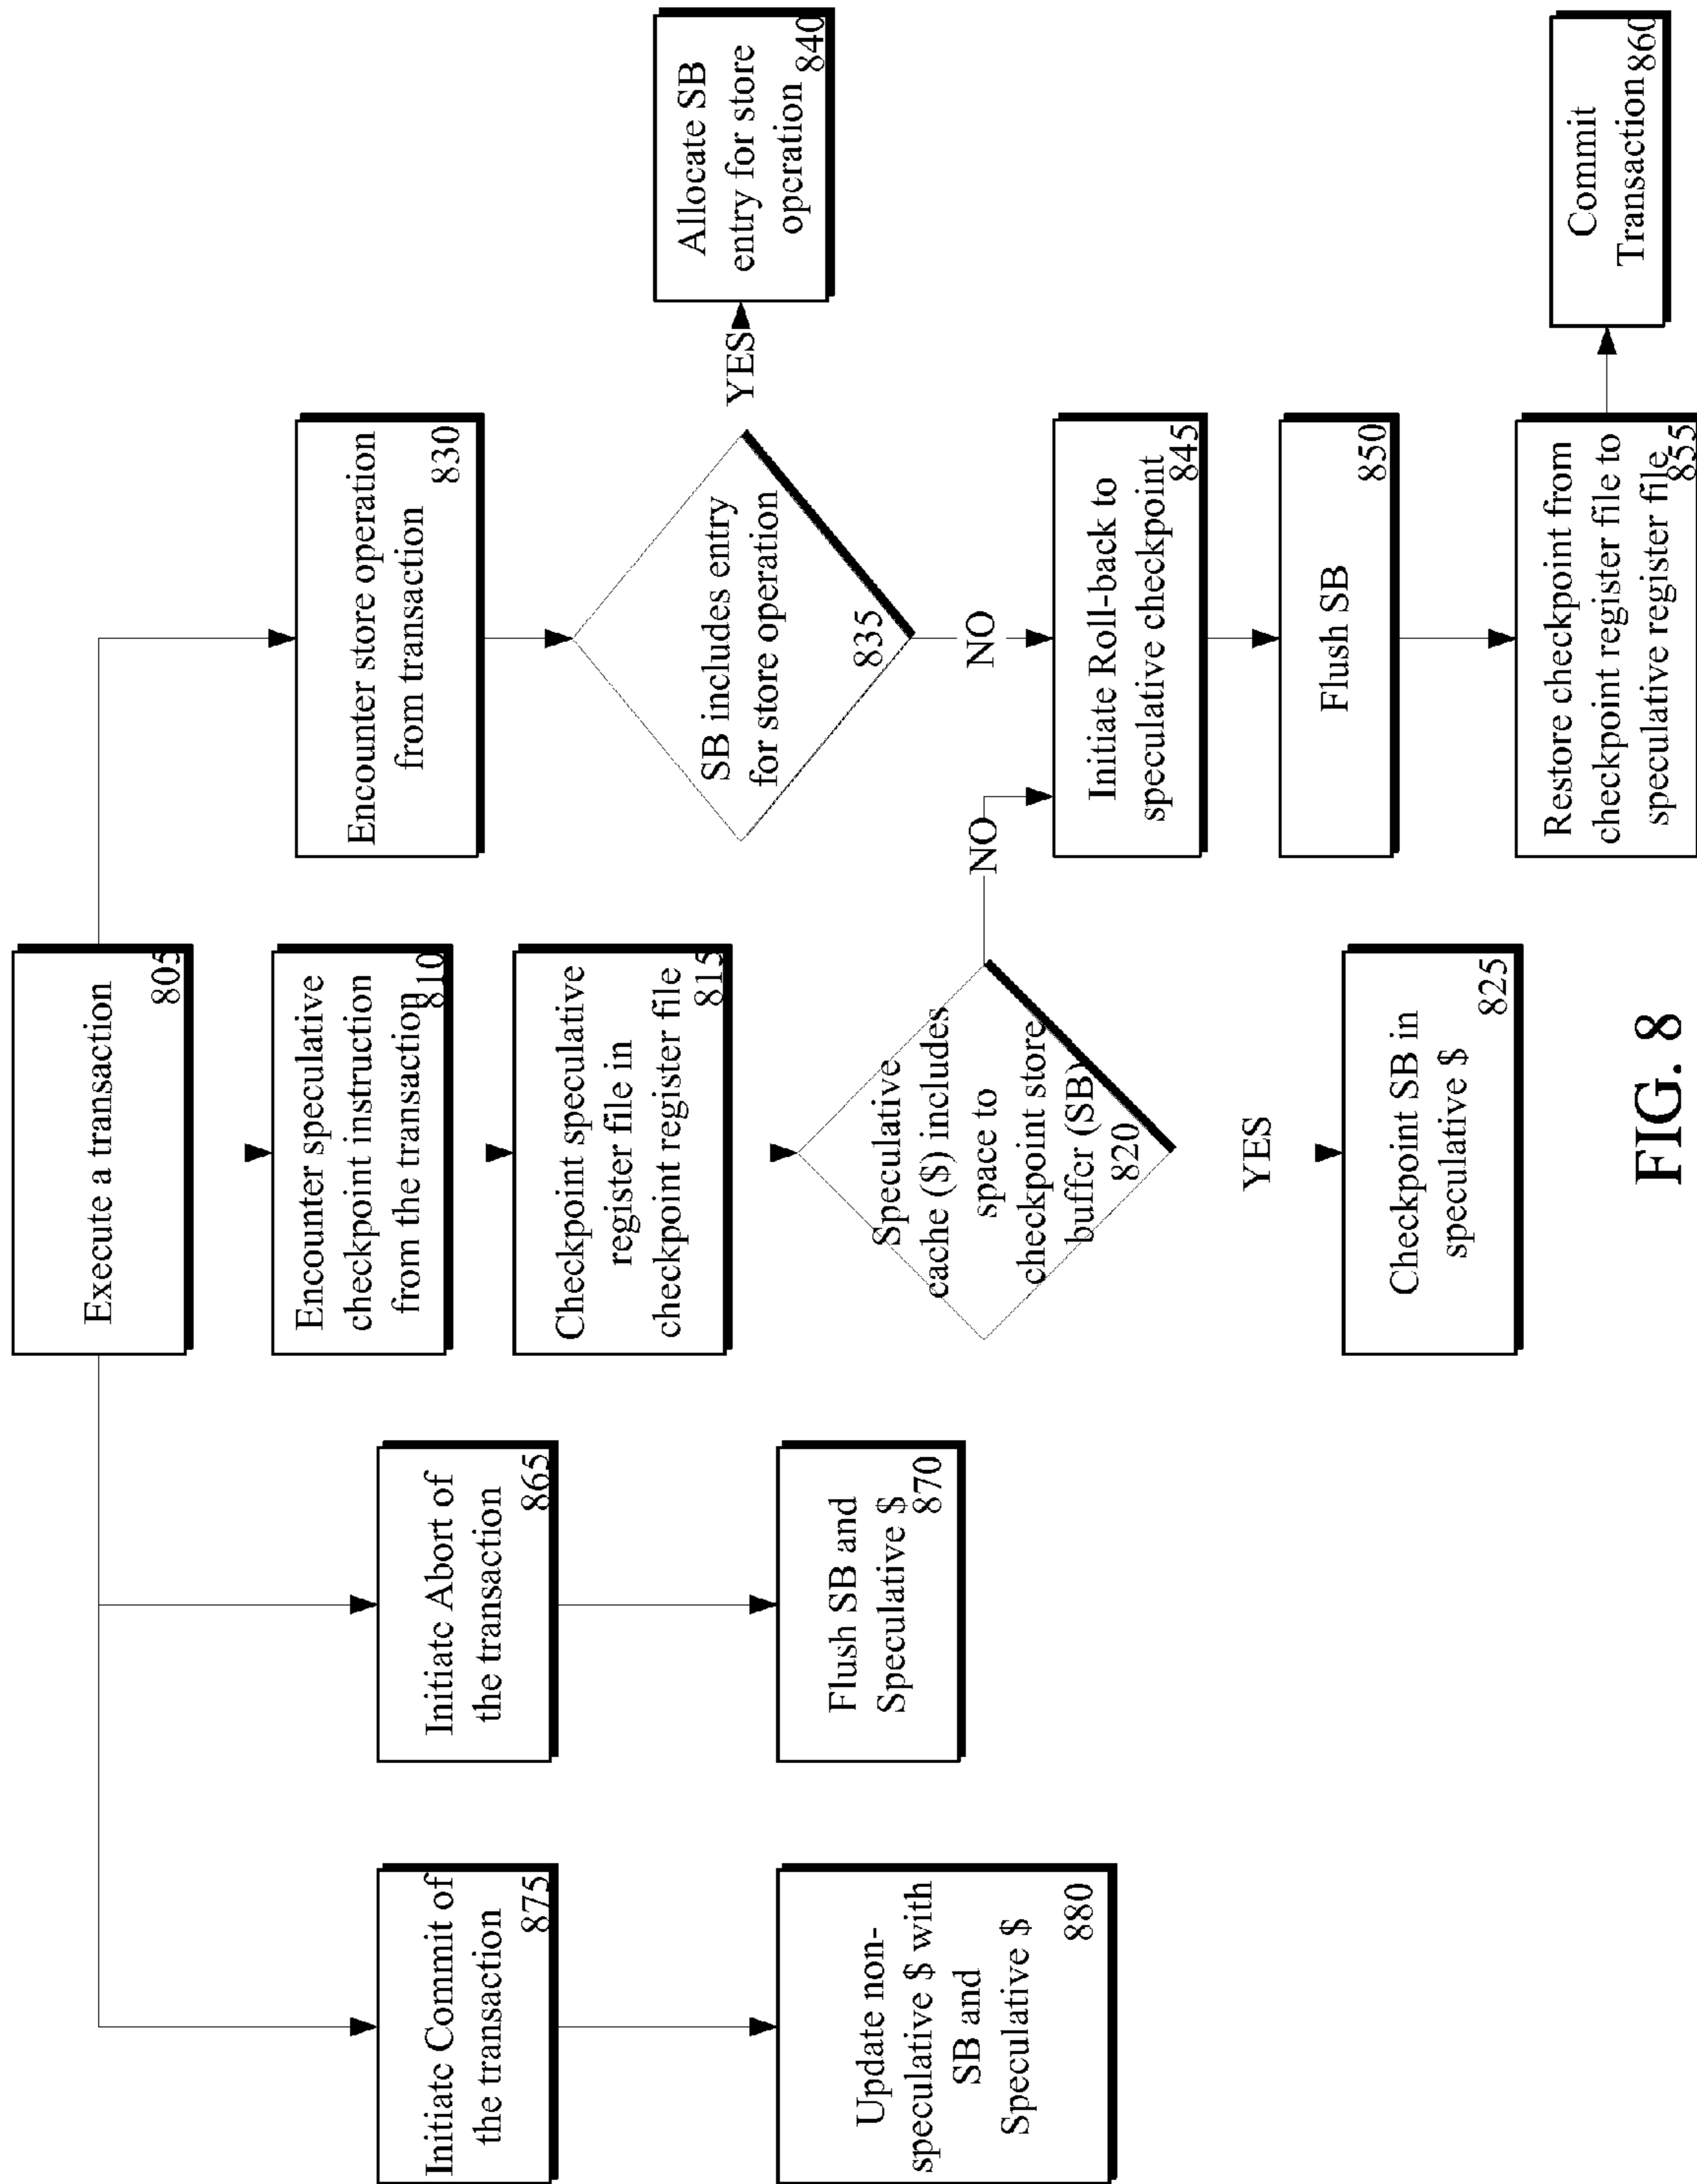 Execute a transaction
805
Initiate Commit of
the transaction
875
Update non-
speculative $ with
SB and
Speculative $
880
Initiate Abort of
the transaction
865
Flush SB and
Speculative $
870
Encounter speculative
checkpoint instruction
from the transaction
810
Checkpoint speculative
register file in
checkpoint register file
815
Speculative
cache ($) includes
space to
checkpoint store
buffer (SB)
820
NO
YES
Checkpoint SB in
speculative $
825
Encounter store operation
from transaction
830
SB includes entry
for store operation
835
YES
Allocate SB
entry for store
operation
840
NO
Initiate Roll-back to
speculative checkpoint
845
Flush SB
850
Restore checkpoint from
checkpoint register file to
speculative register file
855
Commit
Transaction
860
FIG. 8